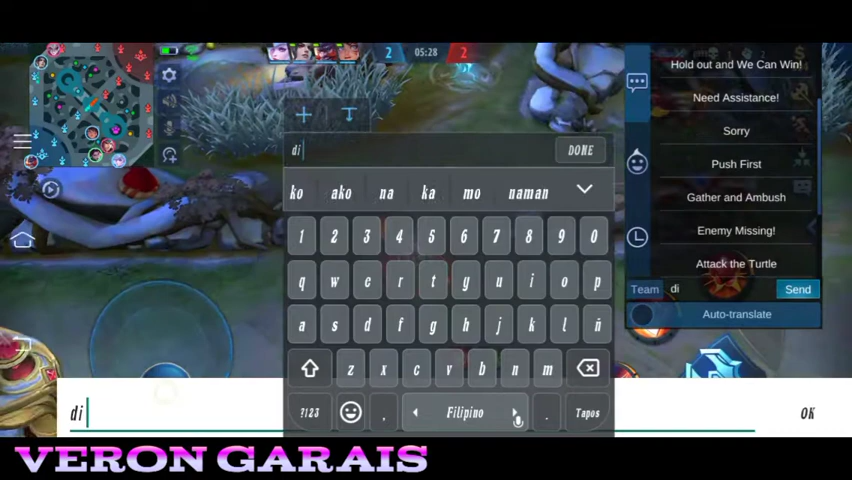 2 05:28 2
Hold out and We Can Win!
Need Assistance!
Sorry
Push First
Gather and Ambush
Enemy Missing!
Attack the Turtle
Team di Send
Auto-translate
di DONE
ko ako na ka mo naman
1 2 3 4 5 6 7 8 9 0
q w e r t y u i o p
a s d f g h j k l ñ
z x c v b n m
?123 , Filipino . Tapos
di OK
VERON GARAIS